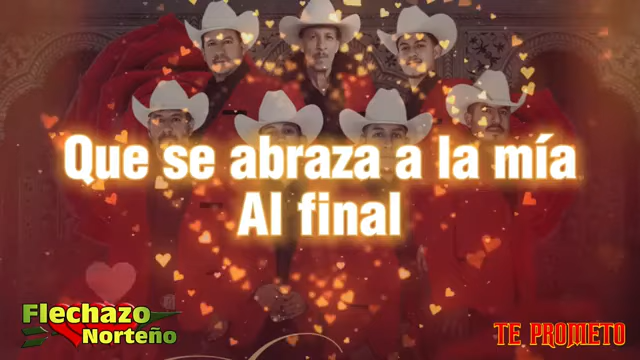 Que se abraza a la mía
Al final
Flechazo
Norteño
TE PROMETO